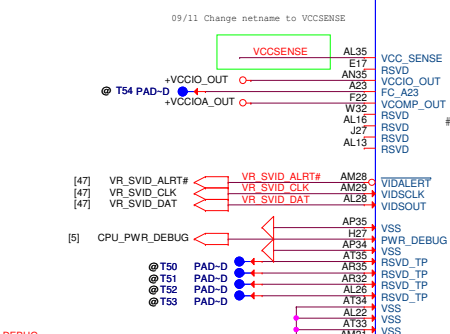 09/11 Change netname to VCCSENSE
VCCSENSE AL35 VCC_SENSE
E17 RSVD
+VCCIO_OUT AN35 VCCIO_OUT
@ T54 PAD~D A23 FC_A23
+VCCIOA_OUT F22 VCOMP_OUT
W32 RSVD
AL16 RSVD #
J27 RSVD
AL13 RSVD
[47] VR_SVID_ALRT# VR_SVID_ALRT# AM28 VIDALERT
[47] VR_SVID_CLK VR_SVID_CLK AM29 VIDSCLK
[47] VR_SVID_DAT VR_SVID_DAT AL28 VIDSOUT
AP35 VSS
[5] CPU_PWR_DEBUG H27 PWR_DEBUG
AP34 VSS
@T50 PAD~D AT35 RSVD_TP
@T51 PAD~D AR35 RSVD_TP
@T52 PAD~D AR32 RSVD_TP
@T53 PAD~D AL26 RSVD_TP
AT34 VSS
AL22 VSS
AT33 VSS